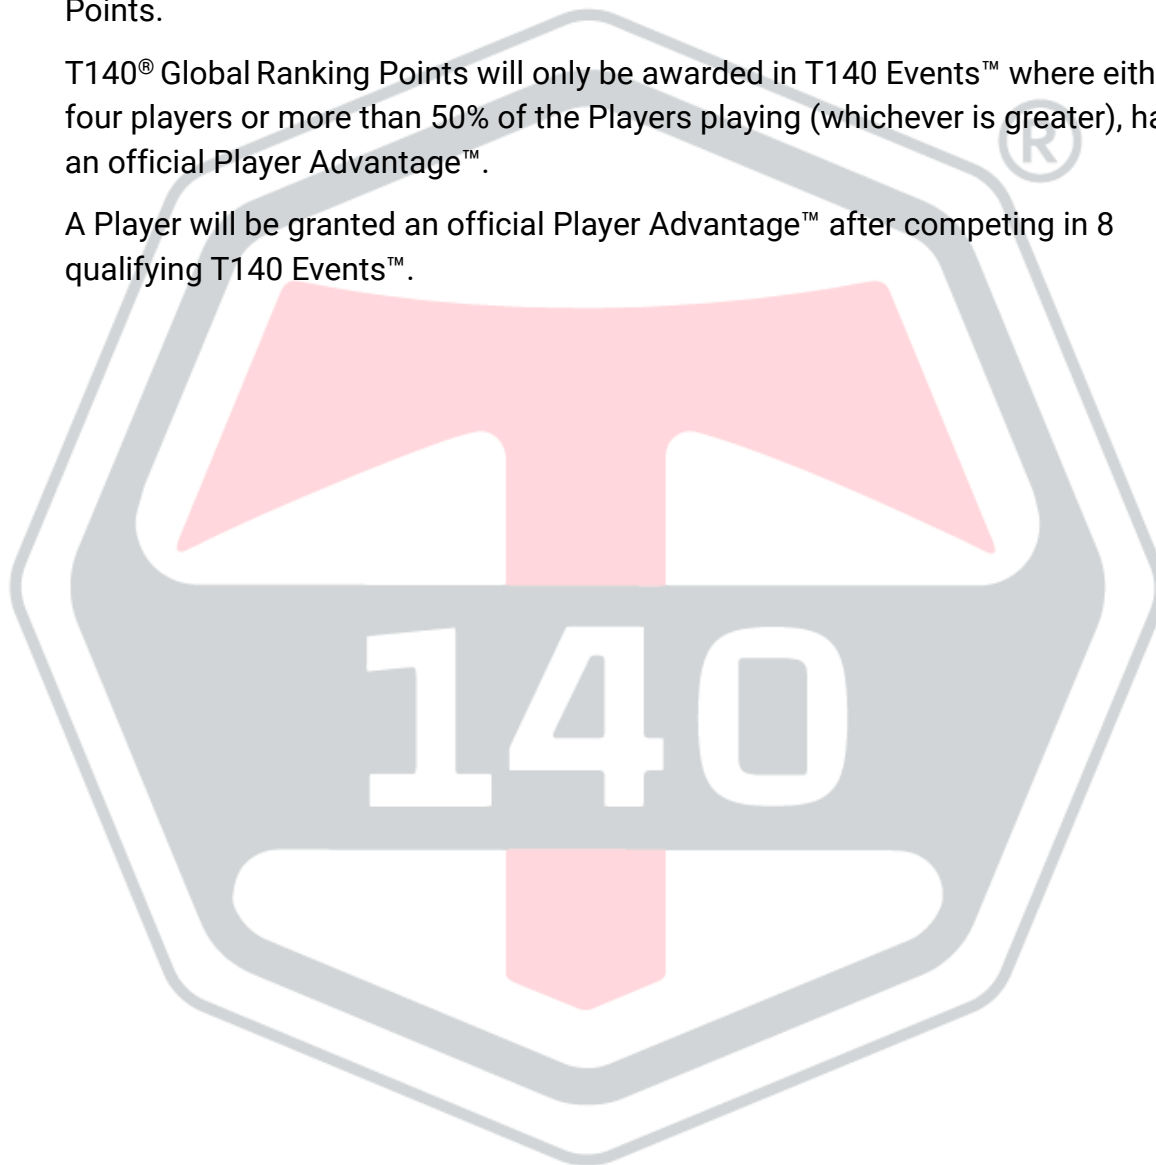 Points.
T140® Global Ranking Points will only be awarded in T140 Events™ where eith
four players or more than 50% of the Players playing (whichever is greater), ha
an official Player Advantage™.
A Player will be granted an official Player Advantage™ after competing in 8
qualifying T140 Events™.
®
T
140